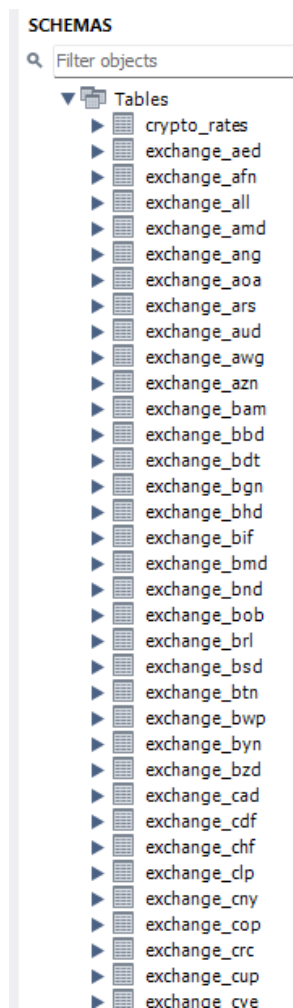 SCHEMAS
Filter objects
Tables
crypto_rates
exchange_aed
exchange_afn
exchange_all
exchange_amd
exchange_ang
exchange_aoa
exchange_ars
exchange_aud
exchange_awg
exchange_azn
exchange_bam
exchange_bbd
exchange_bdt
exchange_bgn
exchange_bhd
exchange_bif
exchange_bmd
exchange_bnd
exchange_bob
exchange_brl
exchange_bsd
exchange_btn
exchange_bwp
exchange_byn
exchange_bzd
exchange_cad
exchange_cdf
exchange_chf
exchange_clp
exchange_cny
exchange_cop
exchange_crc
exchange_cup
exchange_cve